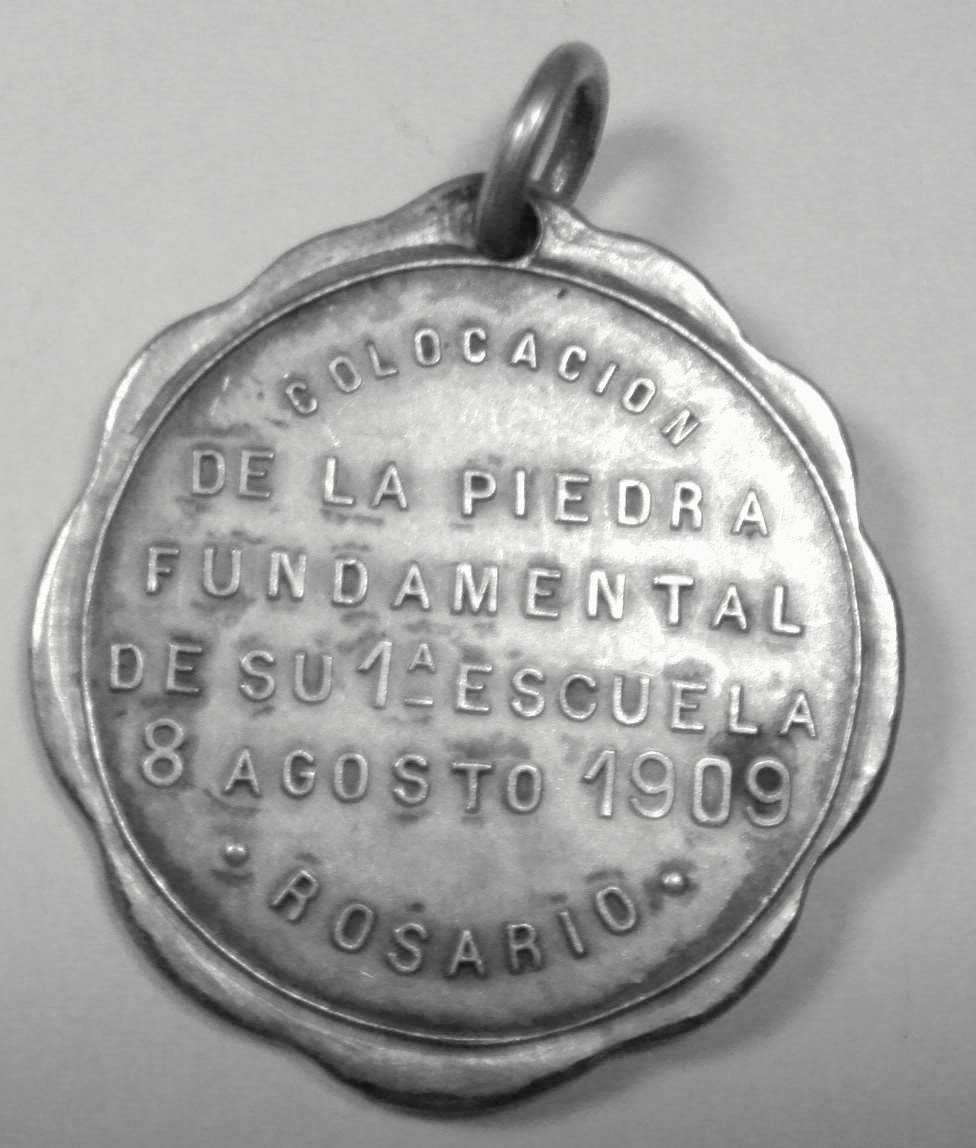 COLOCACION
DE LA PIEDRA
FUNDAMENTAL
DE SU 1ª ESCUELA
8 AGOSTO 1909
• ROSARIO •